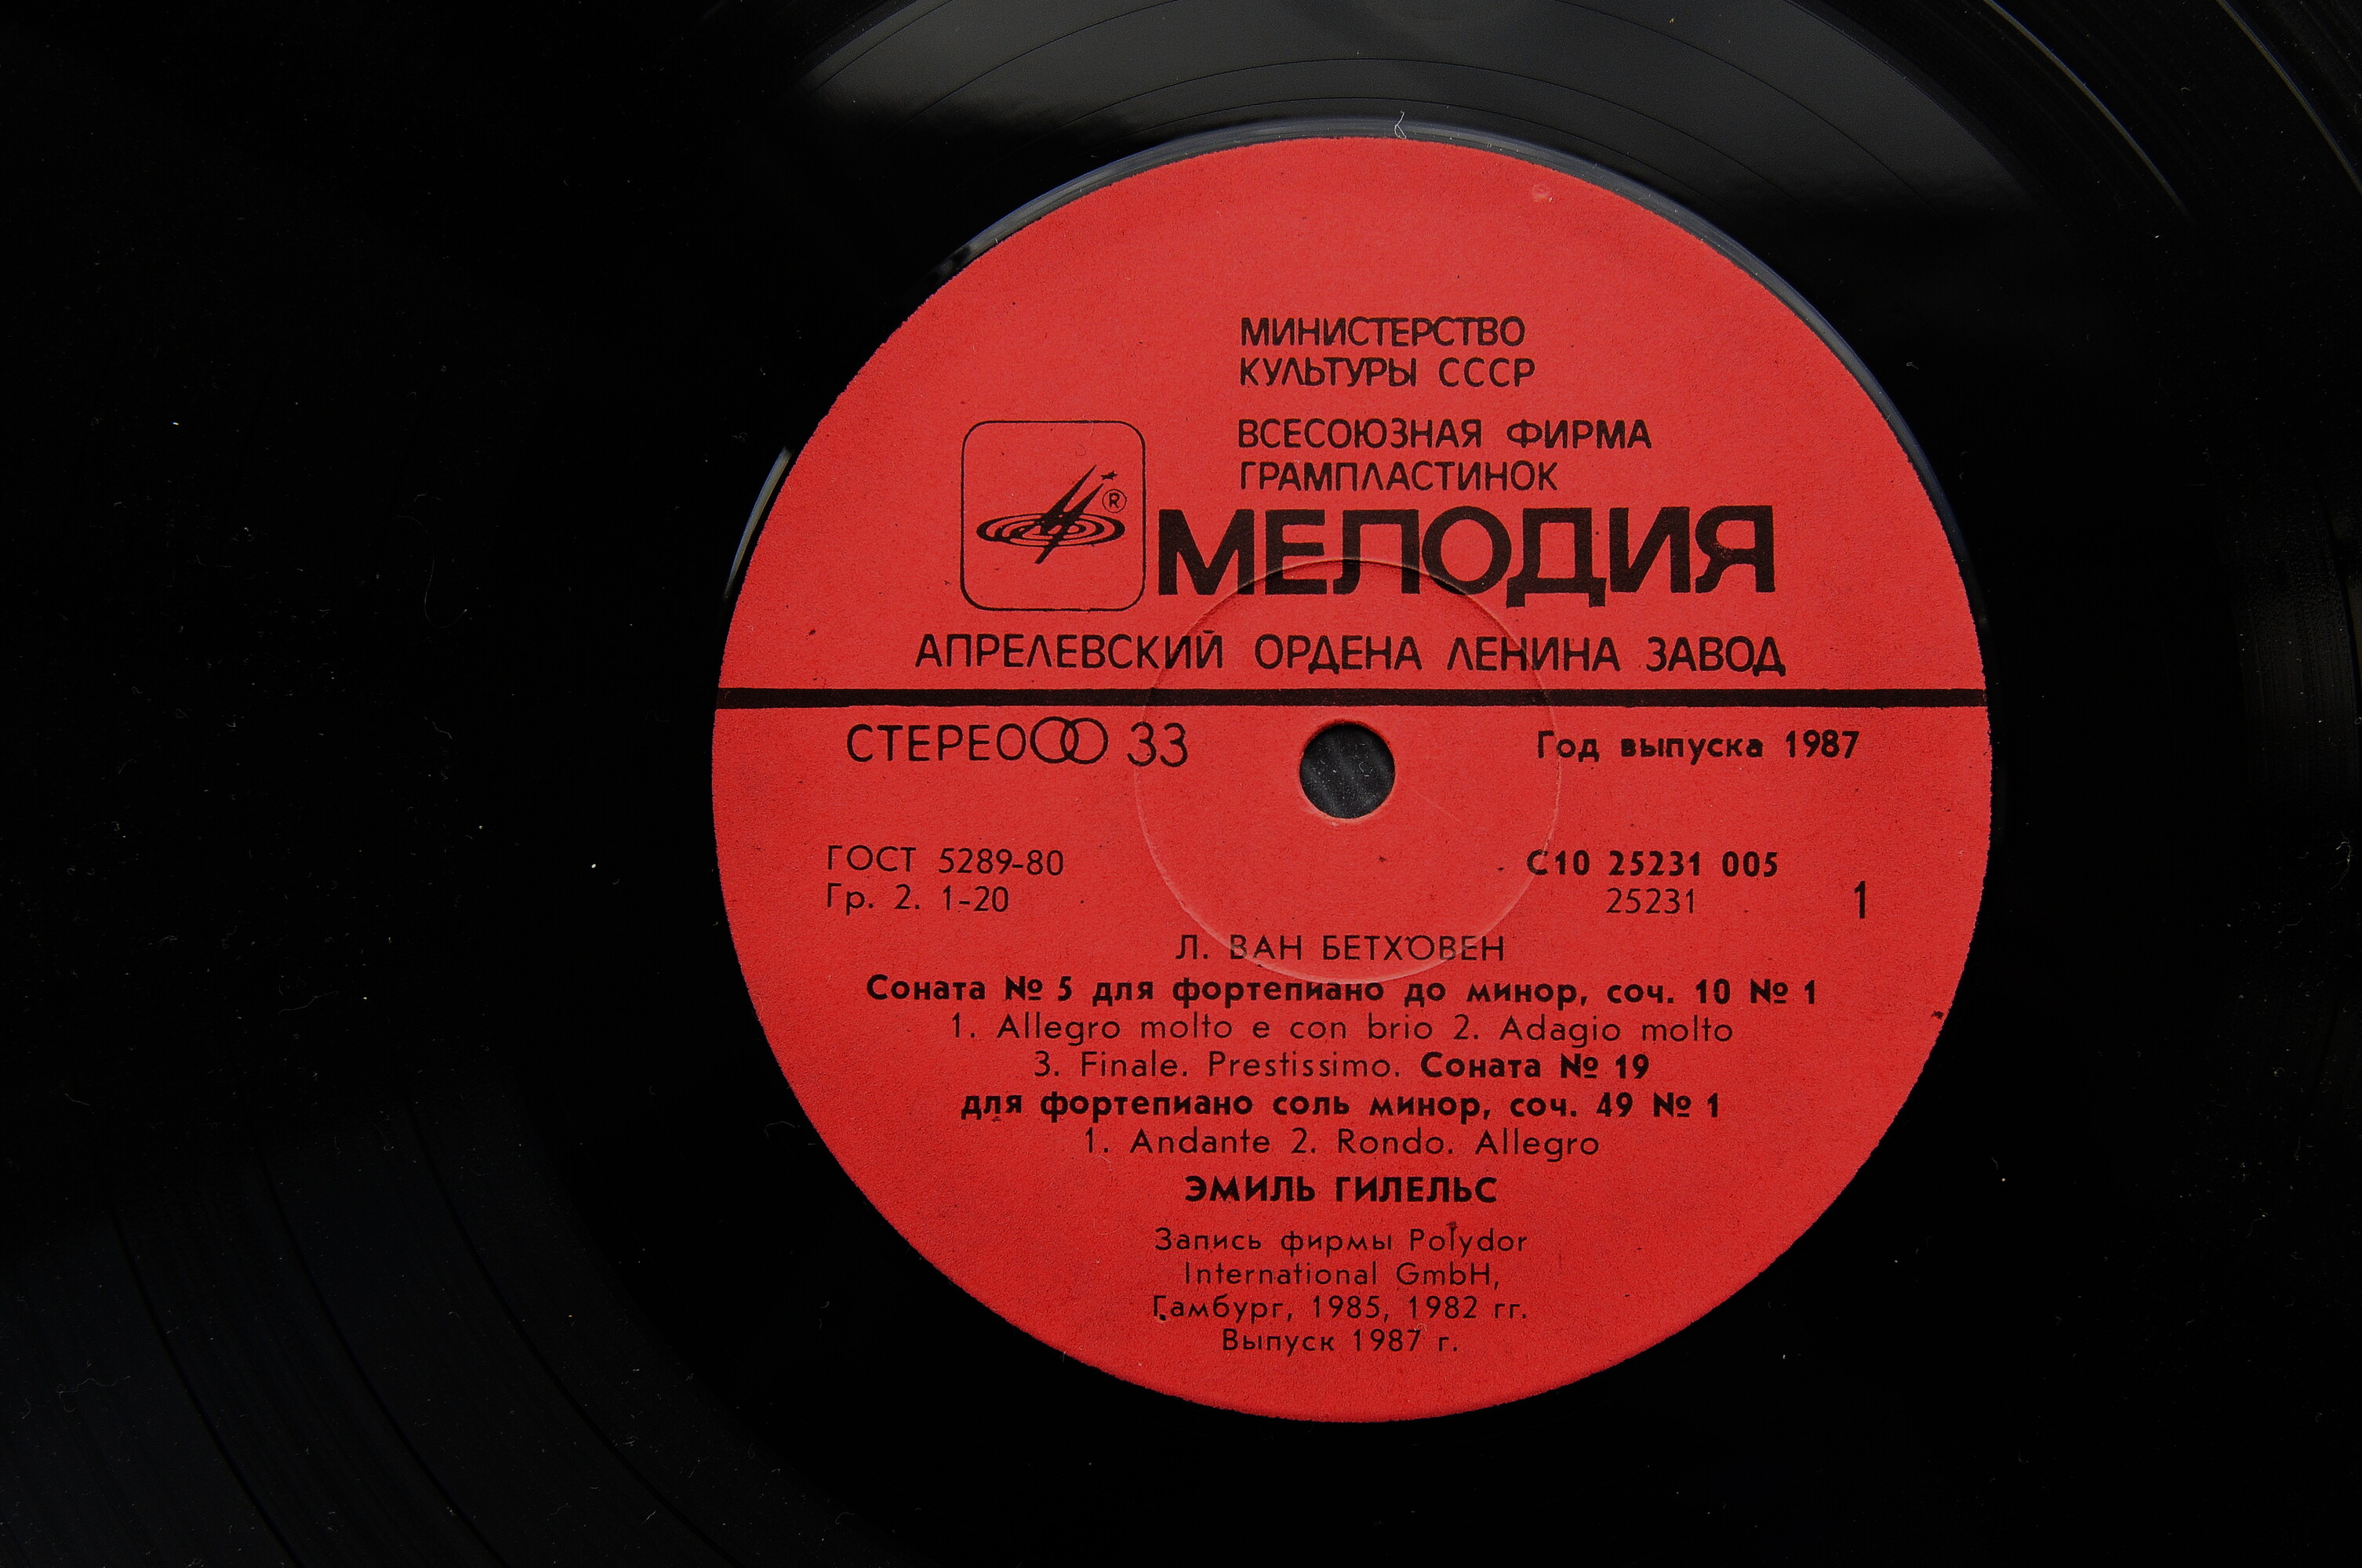 МИНИСТЕРСТВО
КУЛЬТУРЫ СССР
ВСЕСОЮЗНАЯ ФИРМА
ГРАМПЛАСТИНОК
®
МЕЛОДИЯ
АПРЕЛЕВСКИЙ ОРДЕНА ЛЕНИНА ЗАВОД
СТЕРЕО 33
Год выпуска 1987
ГОСТ 5289-80
Гр. 2. 1-20
С10 25231 005
25231
1
Л. ВАН БЕТХОВЕН
Соната № 5 для фортепиано до минор, соч. 10 № 1
1. Allegro molto e con brio 2. Adagio molto
3. Finale. Prestissimo. Соната № 19
для фортепиано соль минор, соч. 49 № 1
1. Andante 2. Rondo. Allegro
ЭМИЛЬ ГИЛЕЛЬС
Запись фирмы Polydor
International GmbH,
Гамбург, 1985, 1982 гг.
Выпуск 1987 г.